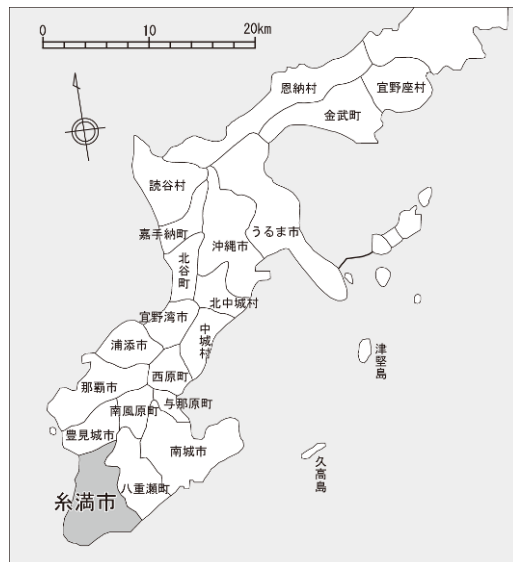 0 10 20km
恩納村
宜野座村
金武町
読谷村
嘉手納町
うるま市
沖縄市
北谷町
北中城村
宜野湾市
中城村
浦添市
津堅島
西原町
那覇市
与那原町
南風原町
豊見城市
南城市
久高島
八重瀬町
糸満市